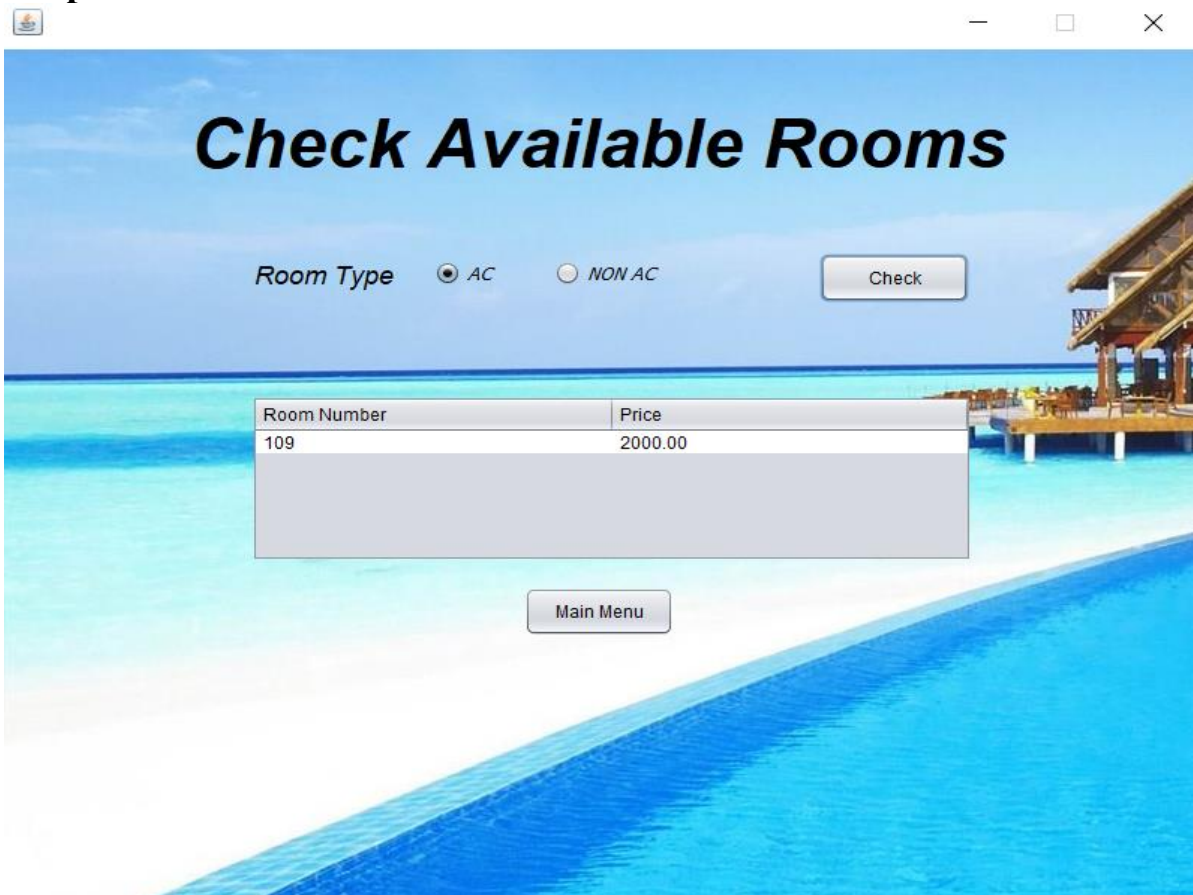 Check Available Rooms
Room Type AC NON AC Check
Room Number Price
109 2000.00
Main Menu